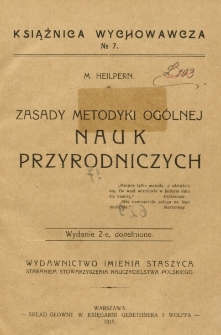 KSIĄŻNICA WYCHOWAWCZA
№ 7.
M. HEILPERN.
ZASADY METODYKI OGÓLNEJ
NAUK
PRZYRODNICZYCH
Wydanie 2-e, dopełnione.
WYDAWNICTWO IMIENIA STASZYCA
STARANIEM STOWARZYSZENIA NAUCZYCIELSTWA POLSKIEGO.
WARSZAWA
SKŁAD GŁÓWNY W KSIĘGARNI GEBETHNERA I WOLFFA